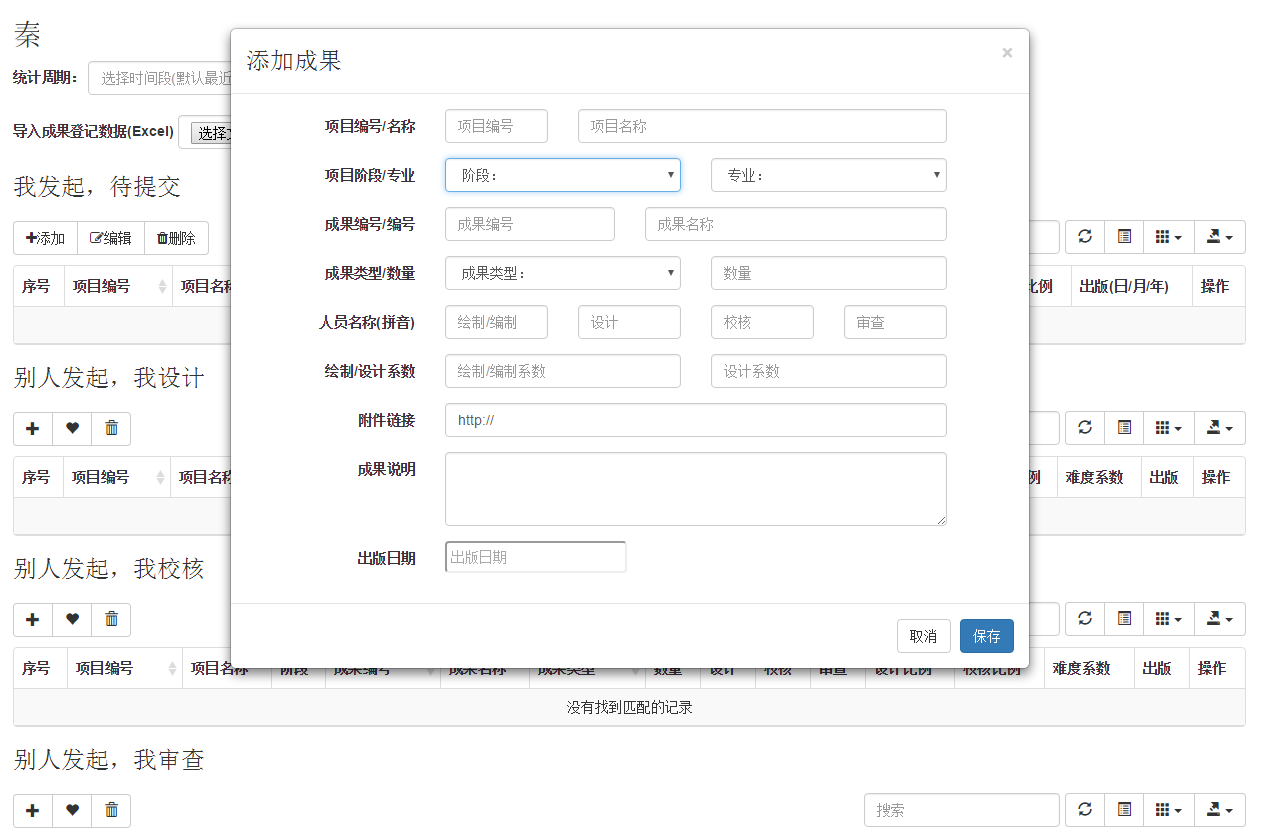 秦
统计周期： 选择时间段(默认最近
导入成果登记数据(Excel) 选择
我发起，待提交
添加 编辑 删除
序号 项目编号 项目名 比例 出版(日/月/年) 操作
别人发起，我设计
序号 项目编号 项目名 例 难度系数 出版 操作
别人发起，我校核
序号 项目编号 项目名称 阶段 成果编号 成果名称 成果类型 数量 设计 校核 审查 设计比例 校核比例 难度系数 出版 操作
没有找到匹配的记录
别人发起，我审查
搜索
添加成果 ×
项目编号/名称 项目编号 项目名称
项目阶段/专业 阶段： 专业：
成果编号/编号 成果编号 成果名称
成果类型/数量 成果类型： 数量
人员名称(拼音) 绘制/编制 设计 校核 审查
绘制/设计系数 绘制/编制系数 设计系数
附件链接 http://
成果说明
出版日期 出版日期
取消 保存